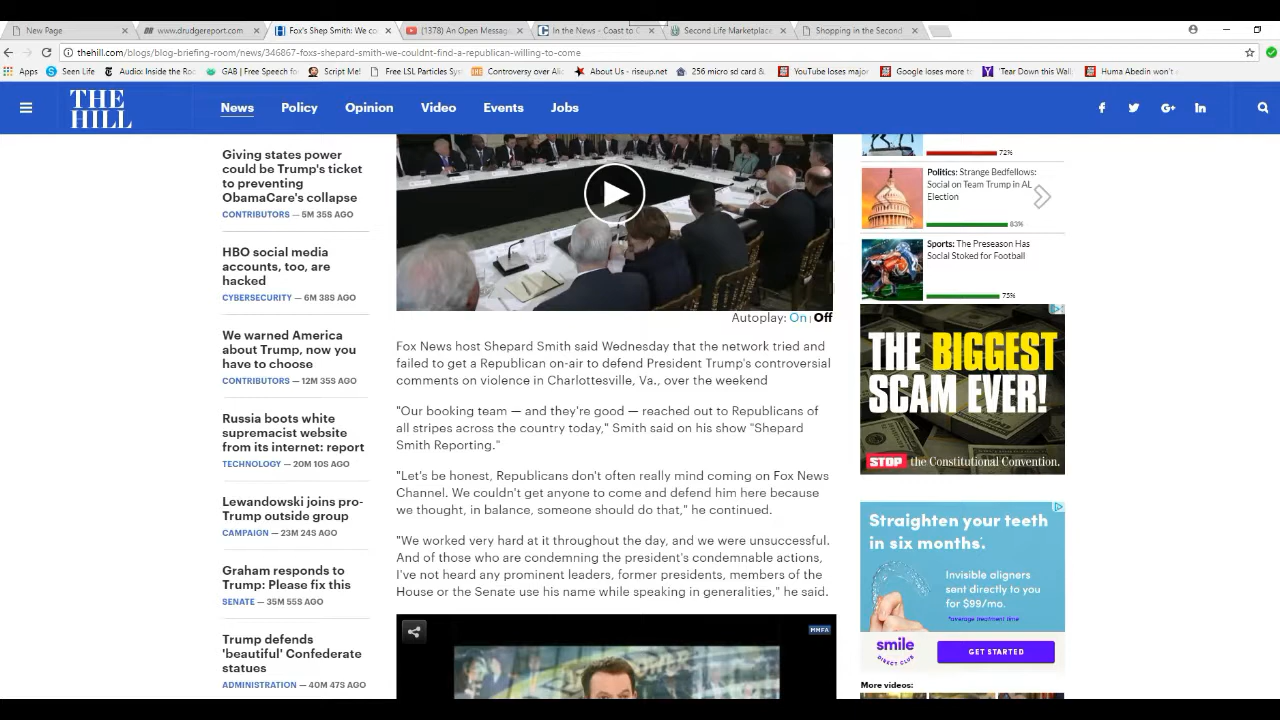 New Page
www.drudgereport.com
Fox's Shep Smith: We co
(1378) An Open Messag
In the News - Coast to C
Second Life Marketplace
Shopping in the Second
thehill.com/blogs/blog-briefing-room/news/346867-foxs-shepard-smith-we-couldnt-find-a-republican-willing-to-come
Apps
Seen Life
Audio: Inside the Ro
GAB | Free Speech fo
Script Me!
Free LSL Particles Sys
Controversy over Ali
About Us - riseup.net
256 micro sd card &
YouTube loses major
Google loses more to
'Tear Down this Wall
Huma Abedin won't
THE
HILL
News
Policy
Opinion
Video
Events
Jobs
Giving states power
could be Trump's ticket
to preventing
ObamaCare's collapse
CONTRIBUTORS — 5M 35S AGO
HBO social media
accounts, too, are
hacked
CYBERSECURITY — 6M 38S AGO
We warned America
about Trump, now you
have to choose
CONTRIBUTORS — 12M 35S AGO
Russia boots white
supremacist website
from its internet: report
TECHNOLOGY — 20M 10S AGO
Lewandowski joins pro-
Trump outside group
CAMPAIGN — 23M 24S AGO
Graham responds to
Trump: Please fix this
SENATE — 35M 55S AGO
Trump defends
'beautiful' Confederate
statues
ADMINISTRATION — 40M 47S AGO
Autoplay: On | Off
Fox News host Shepard Smith said Wednesday that the network tried and
failed to get a Republican on-air to defend President Trump's controversial
comments on violence in Charlottesville, Va., over the weekend
"Our booking team — and they're good — reached out to Republicans of
all stripes across the country today," Smith said on his show "Shepard
Smith Reporting."
"Let's be honest, Republicans don't often really mind coming on Fox News
Channel. We couldn't get anyone to come and defend him here because
we thought, in balance, someone should do that," he continued.
"We worked very hard at it throughout the day, and we were unsuccessful.
And of those who are condemning the president's condemnable actions,
I've not heard any prominent leaders, former presidents, members of the
House or the Senate use his name while speaking in generalities," he said.
MMFA
72%
Politics: Strange Bedfellows:
Social on Team Trump in AL
Election
83%
Sports: The Preseason Has
Social Stoked for Football
75%
THE BIGGEST
SCAM EVER!
STOP the Constitutional Convention.
Straighten your teeth
in six months.*
Invisible aligners
sent directly to you
for $99/mo.
*average treatment time
smile
DIRECT CLUB
GET STARTED
More videos: